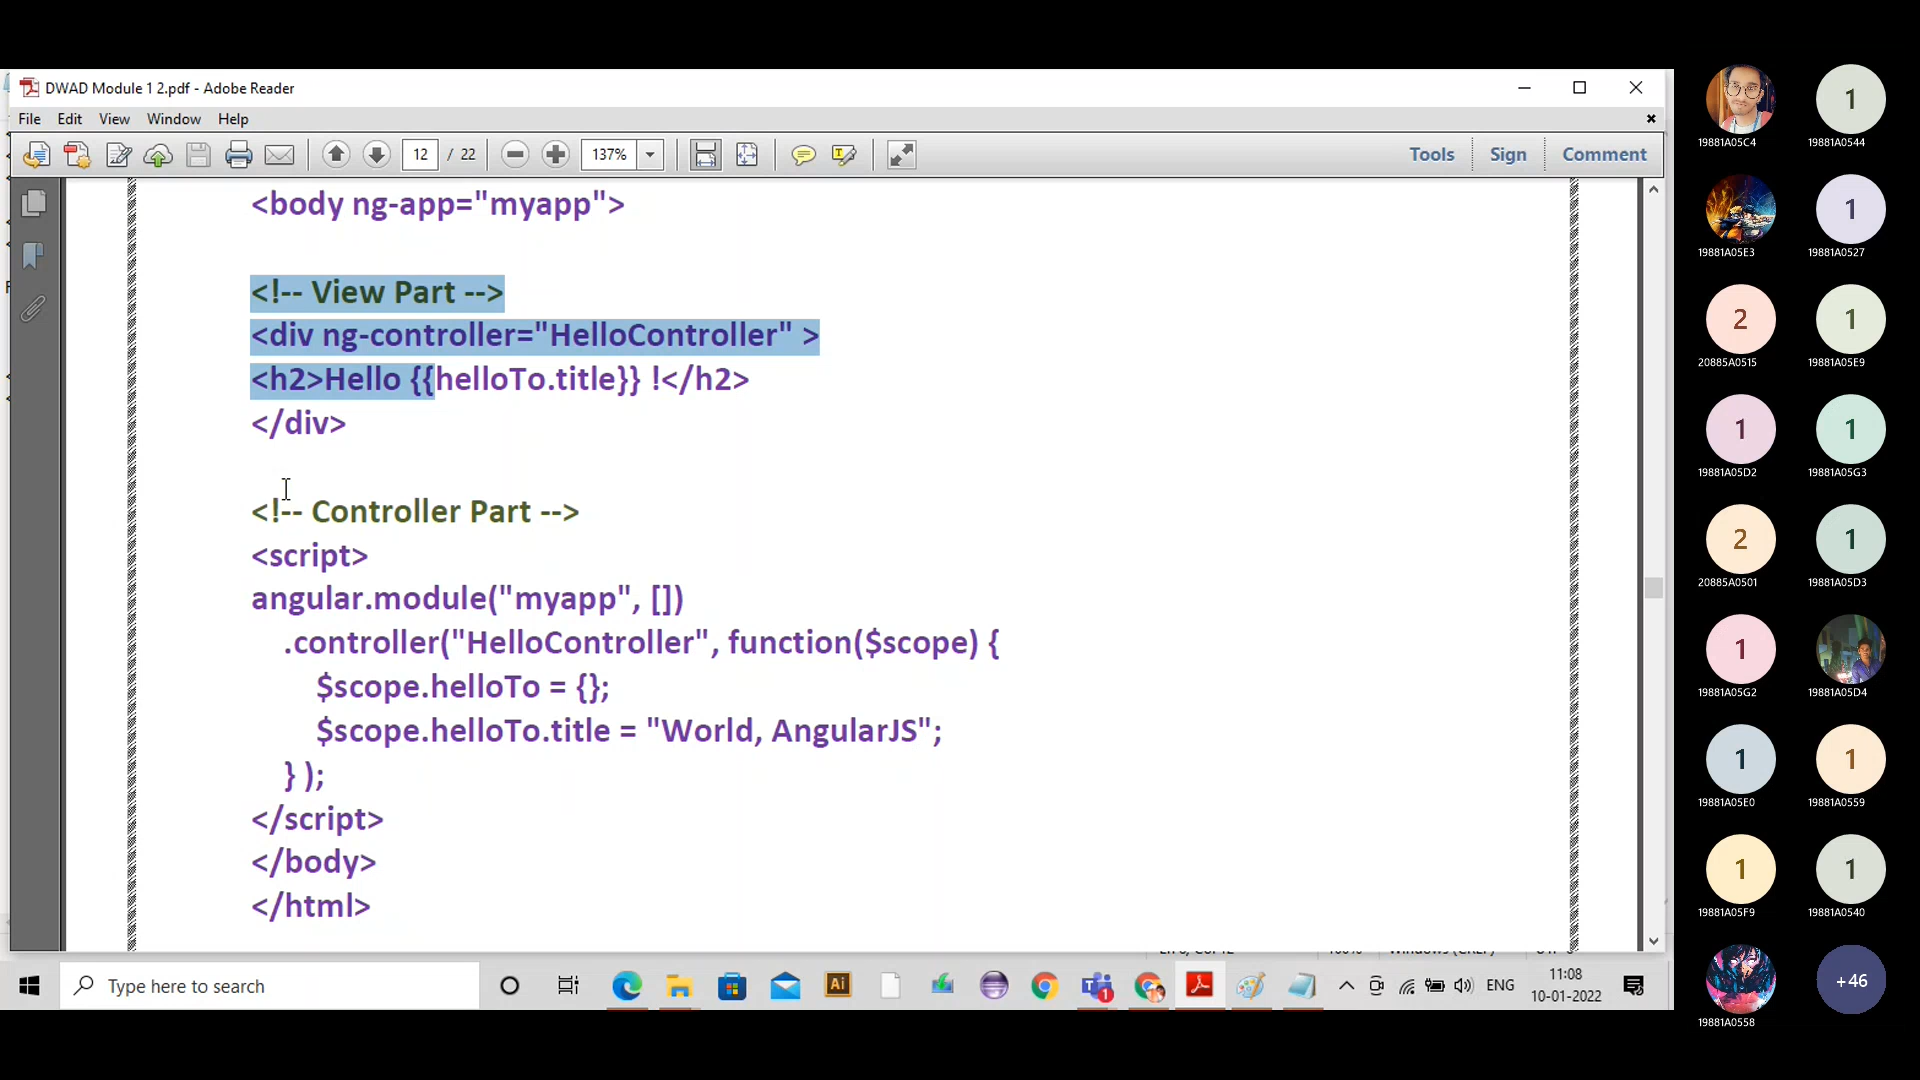 DWAD Module 1 2.pdf - Adobe Reader
File Edit View Window Help
12 / 22 137% Tools Sign Comment
<body ng-app="myapp">
<!-- View Part -->
<div ng-controller="HelloController" >
<h2>Hello {{helloTo.title}} !</h2>
</div>
<!-- Controller Part -->
<script>
angular.module("myapp", [])
.controller("HelloController", function($scope) {
$scope.helloTo = {};
$scope.helloTo.title = "World, AngularJS";
} );
</script>
</body>
</html>
Type here to search
Ai
1
ENG
11:08
10-01-2022
1
19881A05C4 19881A0544
1
19881A05E3 19881A0527
2 1
20885A0515 19881A05E9
1 1
19881A05D2 19881A05G3
2 1
20885A0501 19881A05D3
1
19881A05G2 19881A05D4
1 1
19881A05E0 19881A0559
1 1
19881A05F9 19881A0540
+46
19881A0558